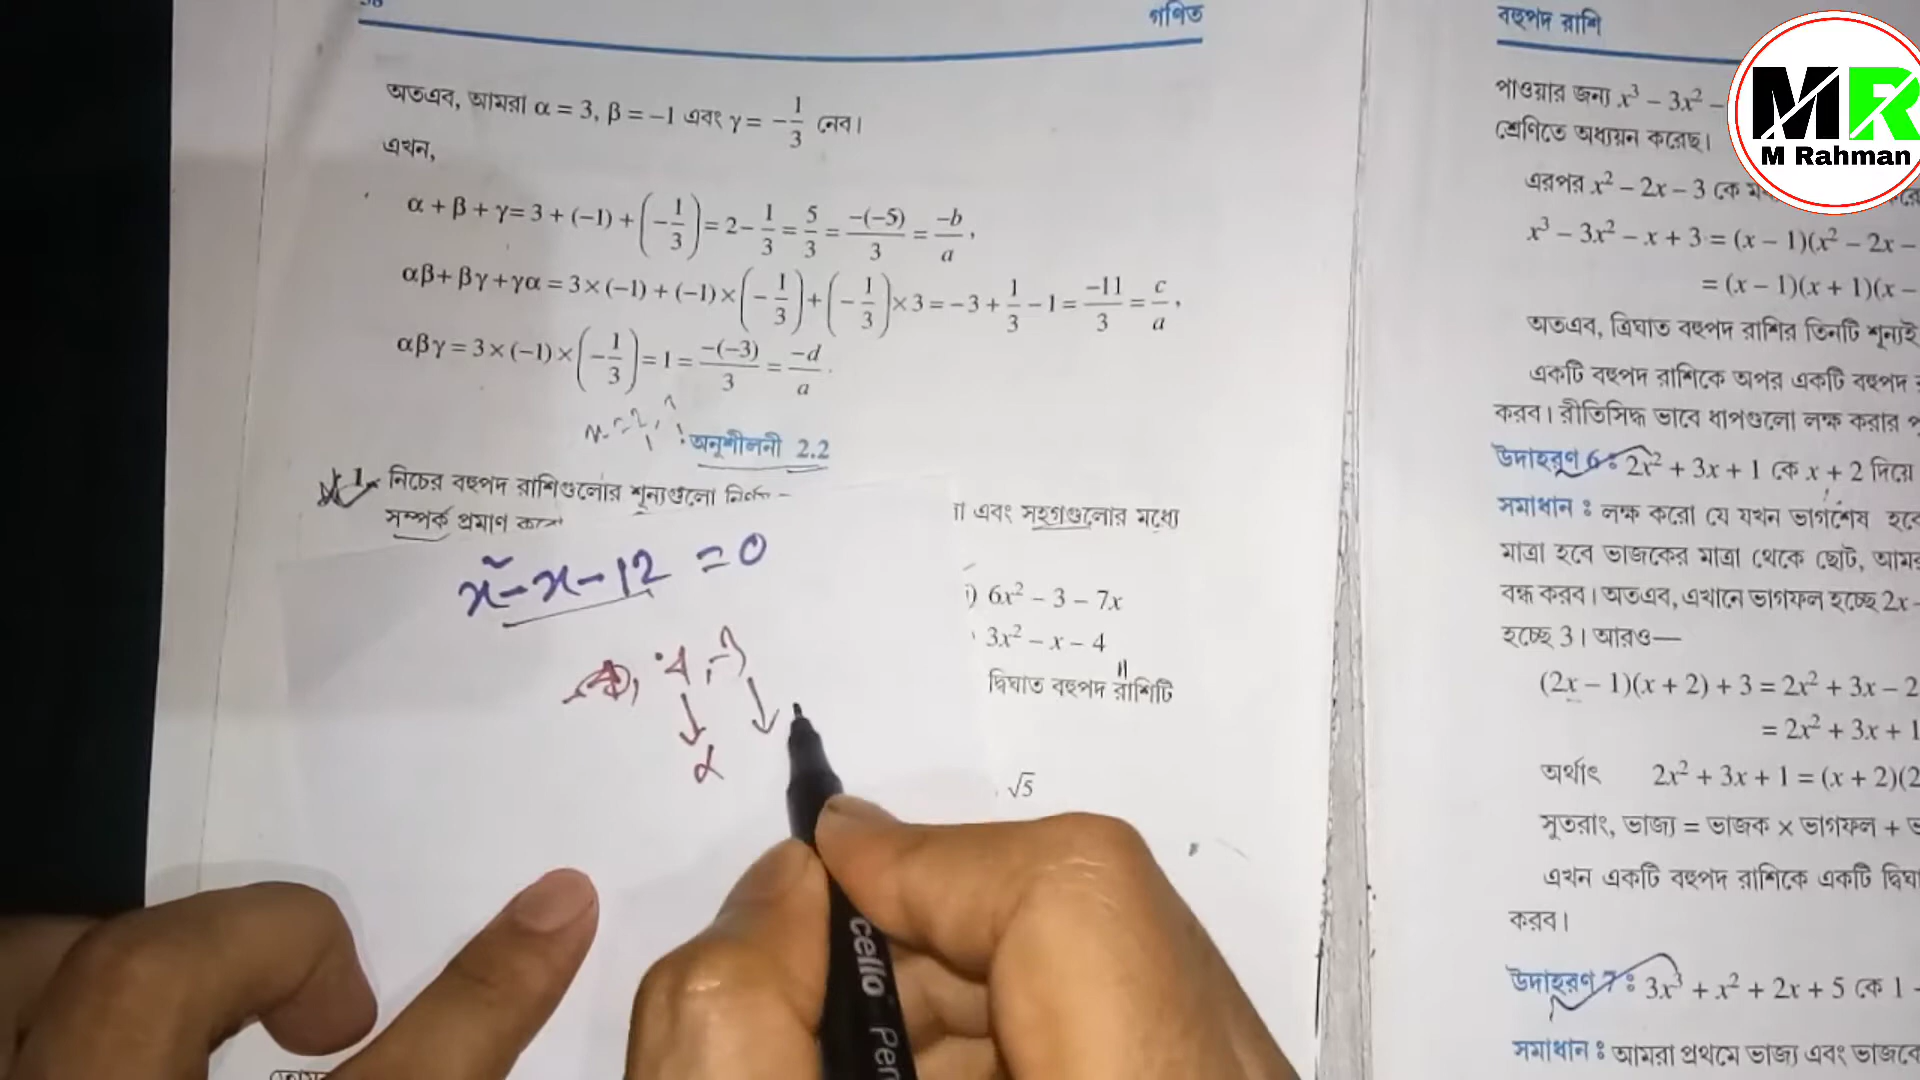 গণিত
অতএব, আমরা α = 3, β = –1 এবং γ = –1/3 নেব।
এখন,
α + β + γ = 3 + (–1) + (–1/3) = 2 – 1/3 = 5/3 = –(–5)/3 = –b/a,
αβ + βγ + γα = 3 × (–1) + (–1) × (–1/3) + (–1/3) × 3 = –3 + 1/3 – 1 = –11/3 = c/a,
αβγ = 3 × (–1) × (–1/3) = 1 = –(–3)/3 = –d/a.
অনুশীলনী 2.2
1. নিচের বহুপদ রাশিগুলোর শূন্যগুলো
এবং সহগগুলোর মধ্যে
সম্পর্ক প্রমাণ
x² – x – 12 = 0
6x² – 3 – 7x
4, –3
3x² – x – 4
দ্বিঘাত বহুপদ রাশিটি
α
√5
cello
বহুপদ রাশি
পাওয়ার জন্য x³ – 3x² –
শ্রেণিতে অধ্যয়ন করেছ।
এরপর x² – 2x – 3 কে
x³ – 3x² – x + 3 = (x – 1)(x² – 2x –
= (x – 1)(x + 1)(x –
অতএব, ত্রিঘাত বহুপদ রাশির তিনটি শূন্যই
একটি বহুপদ রাশিকে অপর একটি বহুপদ
করব। রীতিসিদ্ধ ভাবে ধাপগুলো লক্ষ করার
উদাহরণ 6 : 2x² + 3x + 1 কে x + 2 দিয়ে
সমাধান : লক্ষ করো যে যখন ভাগশেষ
মাত্রা হবে ভাজকের মাত্রা থেকে ছোট,
বন্ধ করব। অতএব, এখানে ভাগফল হচ্ছে 2x
হচ্ছে 3। আরও—
(2x – 1)(x + 2) + 3 = 2x² + 3x – 2
= 2x² + 3x + 1
অর্থাৎ 2x² + 3x + 1 = (x + 2)(2
সুতরাং, ভাজ্য = ভাজক × ভাগফল +
এখন একটি বহুপদ রাশিকে একটি
করব।
উদাহরণ 7 : 3x³ + x² + 2x + 5 কে 1
সমাধান : আমরা প্রথমে ভাজ্য এবং
MR
M Rahman